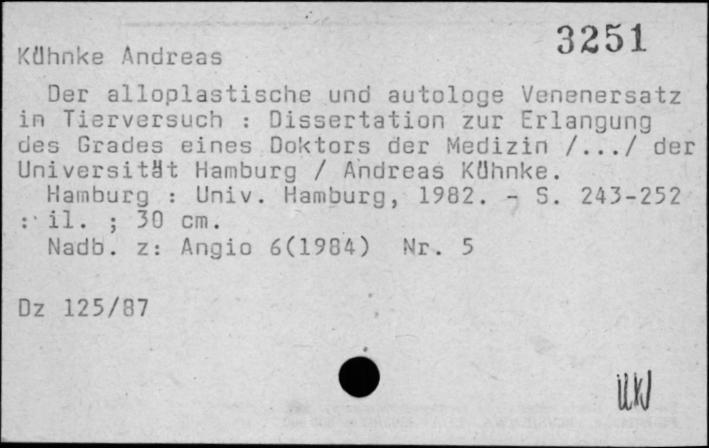 3251
Kühnke Andreas
Der alloplastische und autologe Venenersatz
in Tierversuch : Dissertation zur Erlangung
des Grades eines Doktors der Medizin /.../ der
Universität Hamburg / Andreas Kühnke.
Hamburg : Univ. Hamburg, 1982. - S. 243-252
: il. ; 30 cm.
Nadb. z: Angio 6(1984) Nr. 5
Dz 125/87